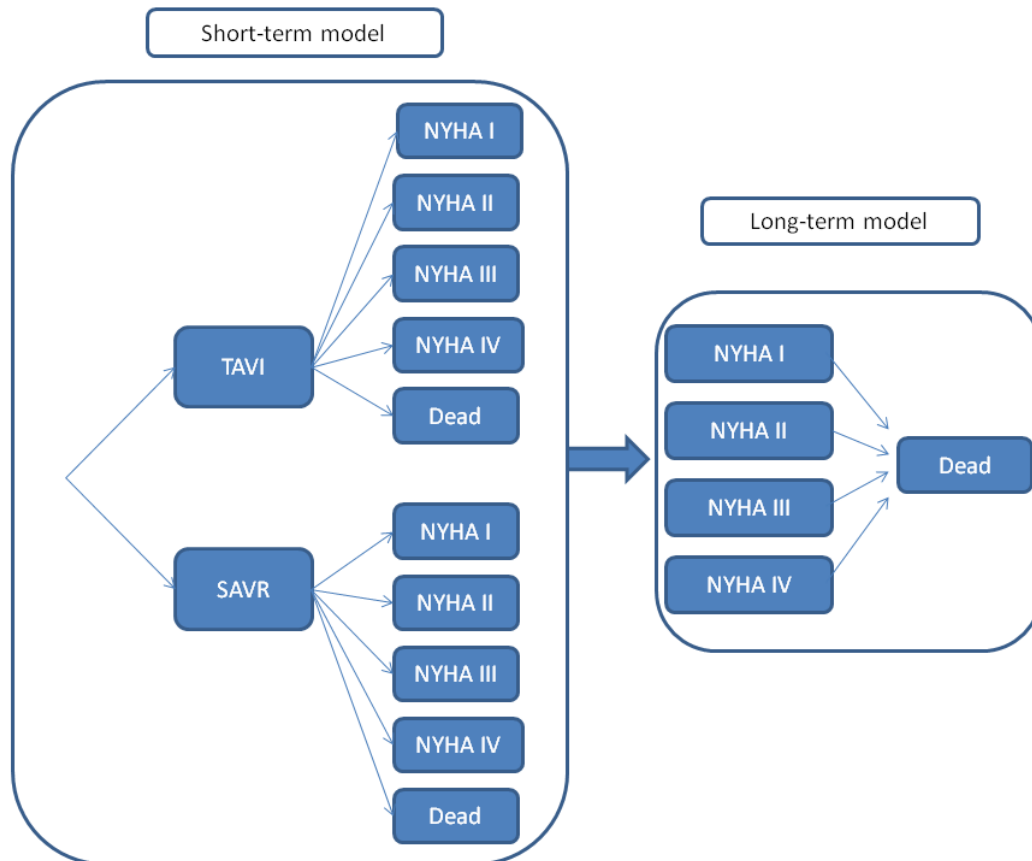 Short-term model
NYHA I
NYHA II
NYHA III
NYHA IV
Dead
TAVI
SAVR
NYHA I
NYHA II
NYHA III
NYHA IV
Dead
Long-term model
NYHA I
NYHA II
NYHA III
NYHA IV
Dead